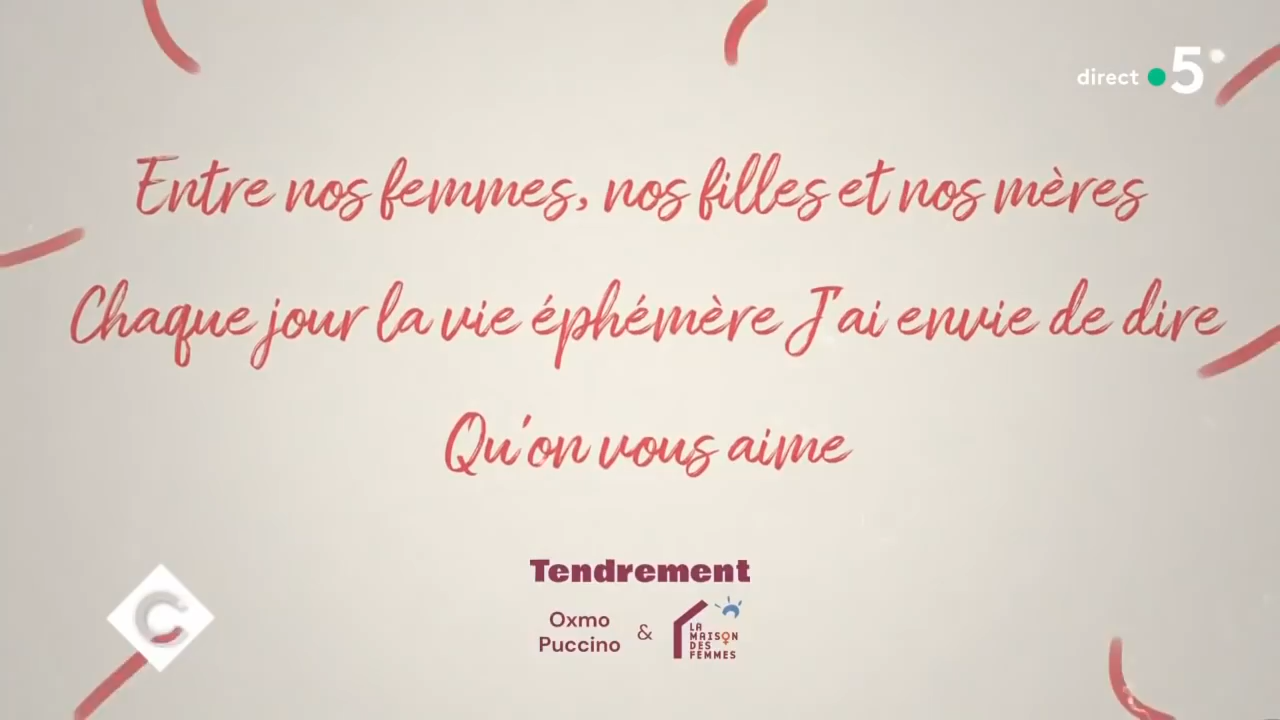 direct 5
Entre nos femmes, nos filles et nos mères
Chaque jour la vie éphémère J'ai envie de dire
Qu'on vous aime
Tendrement
Oxmo
Puccino
&
LA
MAISON
DES
FEMMES
C